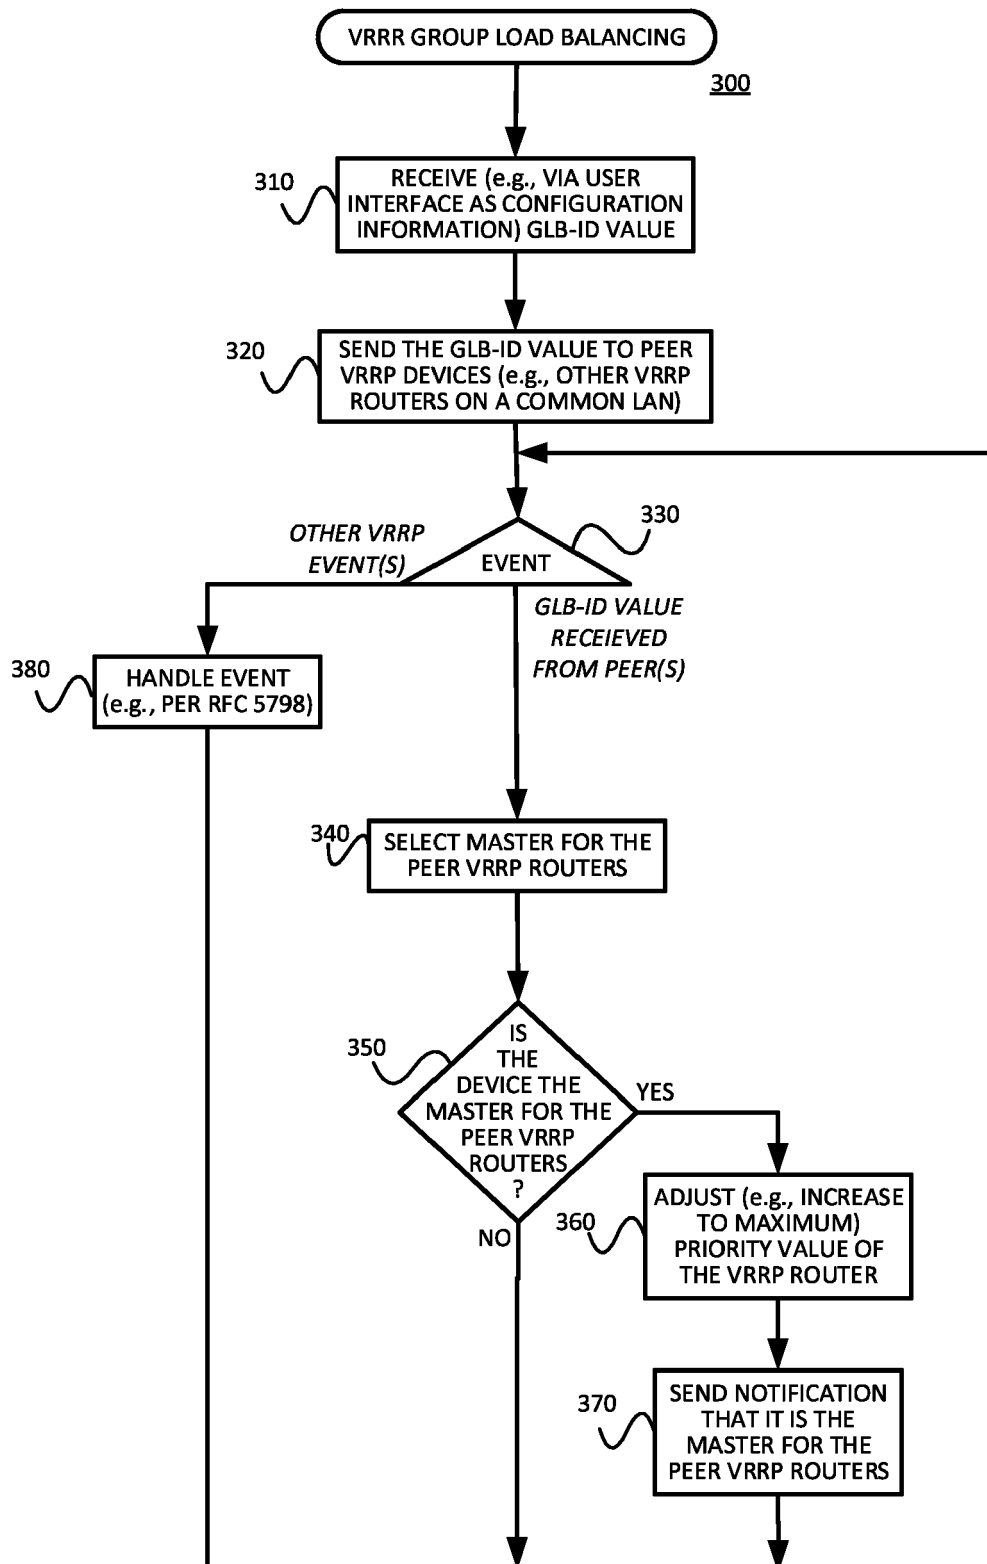 VRRR GROUP LOAD BALANCING
300
310
RECEIVE (e.g., VIA USER
INTERFACE AS CONFIGURATION
INFORMATION) GLB-ID VALUE
320
SEND THE GLB-ID VALUE TO PEER
VRRP DEVICES (e.g., OTHER VRRP
ROUTERS ON A COMMON LAN)
330
OTHER VRRP
EVENT(S)
EVENT
GLB-ID VALUE
RECEIEVED
FROM PEER(S)
380
HANDLE EVENT
(e.g., PER RFC 5798)
340
SELECT MASTER FOR THE
PEER VRRP ROUTERS
350
IS
THE
DEVICE THE
MASTER FOR THE
PEER VRRP
ROUTERS
?
YES
NO
360
ADJUST (e.g., INCREASE
TO MAXIMUM)
PRIORITY VALUE OF
THE VRRP ROUTER
370
SEND NOTIFICATION
THAT IT IS THE
MASTER FOR THE
PEER VRRP ROUTERS